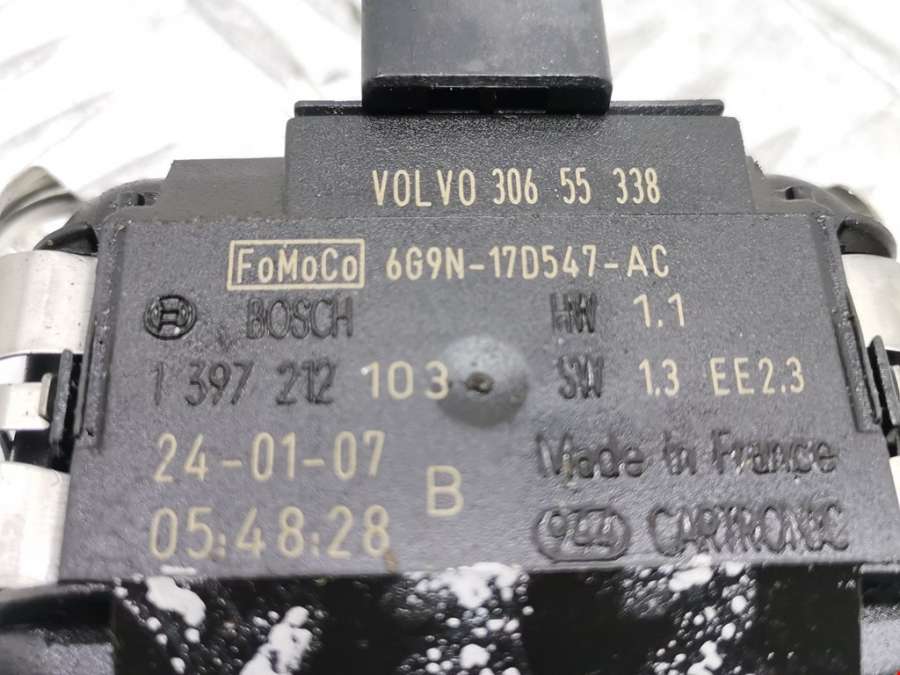 VOLVO 306 55 338
FoMoCo 6G9N-17D547-AC
BOSCH HW 1.1
1 397 212 103 SW 1.3 EE2.3
24-01-07 Made in France
B
05:48:28 CARTRONIC